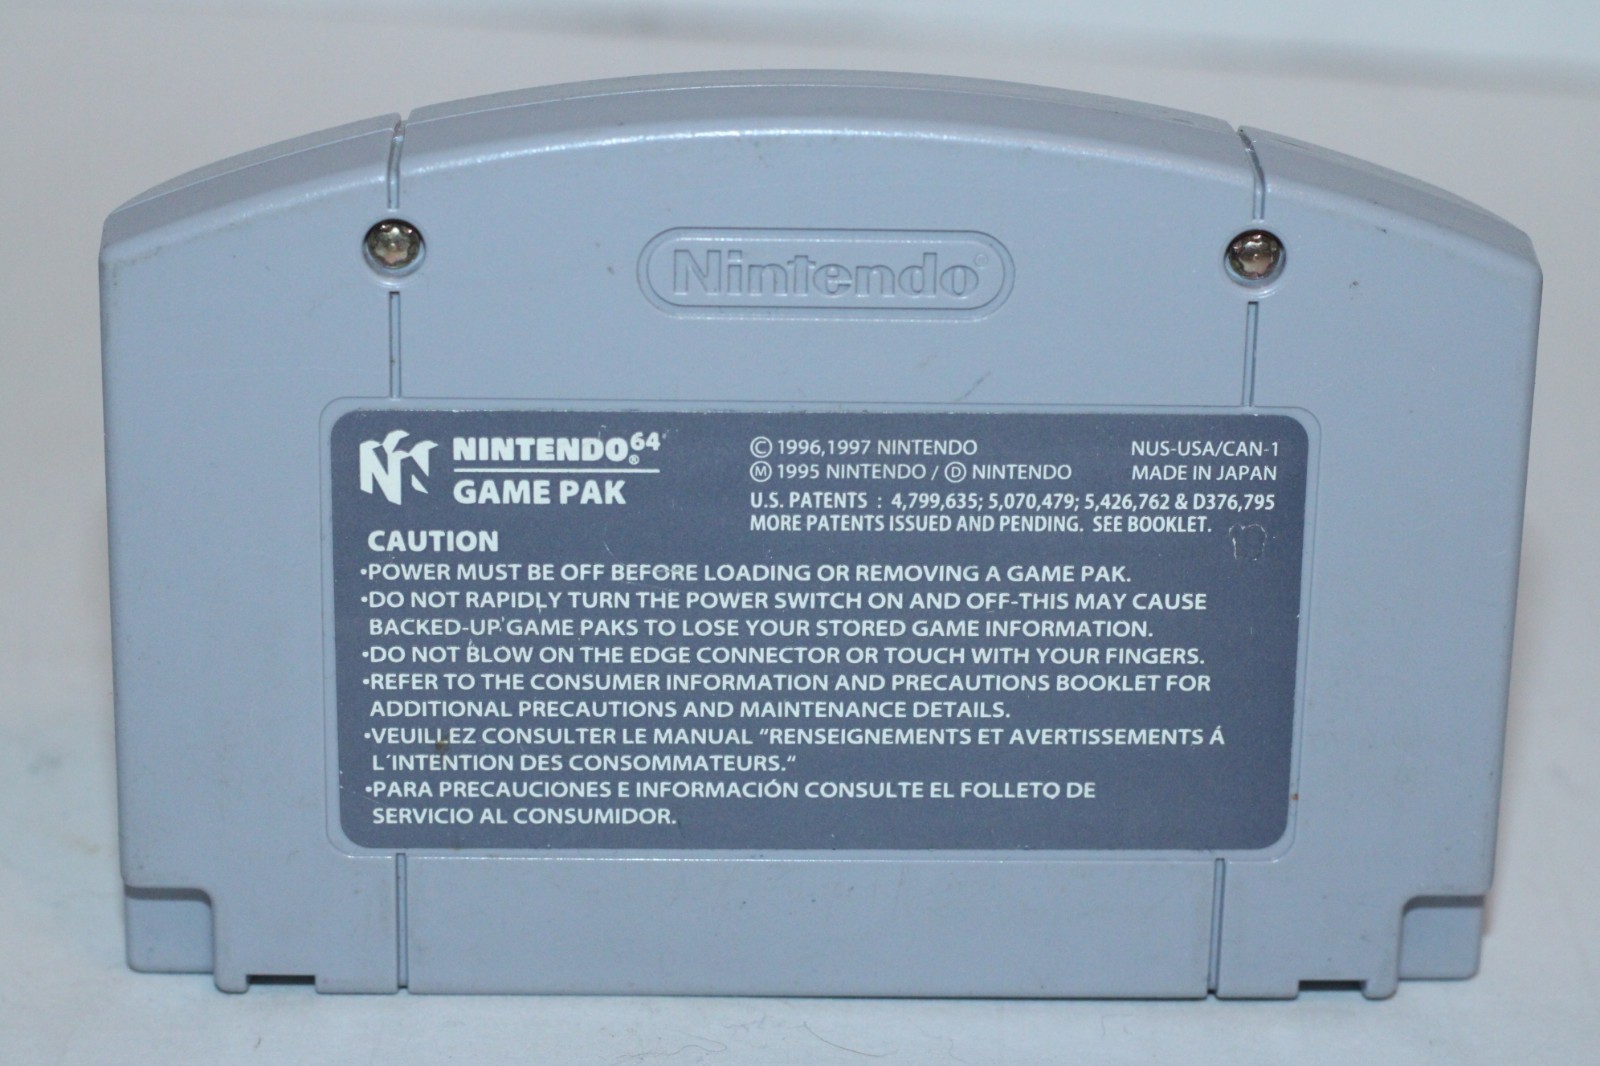 Nintendo®
NINTENDO64®
GAME PAK
© 1996,1997 NINTENDO
Ⓜ 1995 NINTENDO / Ⓓ NINTENDO
NUS-USA/CAN-1
MADE IN JAPAN
U.S. PATENTS : 4,799,635; 5,070,479; 5,426,762 & D376,795
MORE PATENTS ISSUED AND PENDING. SEE BOOKLET.
CAUTION
•POWER MUST BE OFF BEFORE LOADING OR REMOVING A GAME PAK.
•DO NOT RAPIDLY TURN THE POWER SWITCH ON AND OFF-THIS MAY CAUSE
BACKED-UP GAME PAKS TO LOSE YOUR STORED GAME INFORMATION.
•DO NOT BLOW ON THE EDGE CONNECTOR OR TOUCH WITH YOUR FINGERS.
•REFER TO THE CONSUMER INFORMATION AND PRECAUTIONS BOOKLET FOR
ADDITIONAL PRECAUTIONS AND MAINTENANCE DETAILS.
•VEUILLEZ CONSULTER LE MANUAL "RENSEIGNEMENTS ET AVERTISSEMENTS Á
L'INTENTION DES CONSOMMATEURS."
•PARA PRECAUCIONES E INFORMACIÓN CONSULTE EL FOLLETO DE
SERVICIO AL CONSUMIDOR.